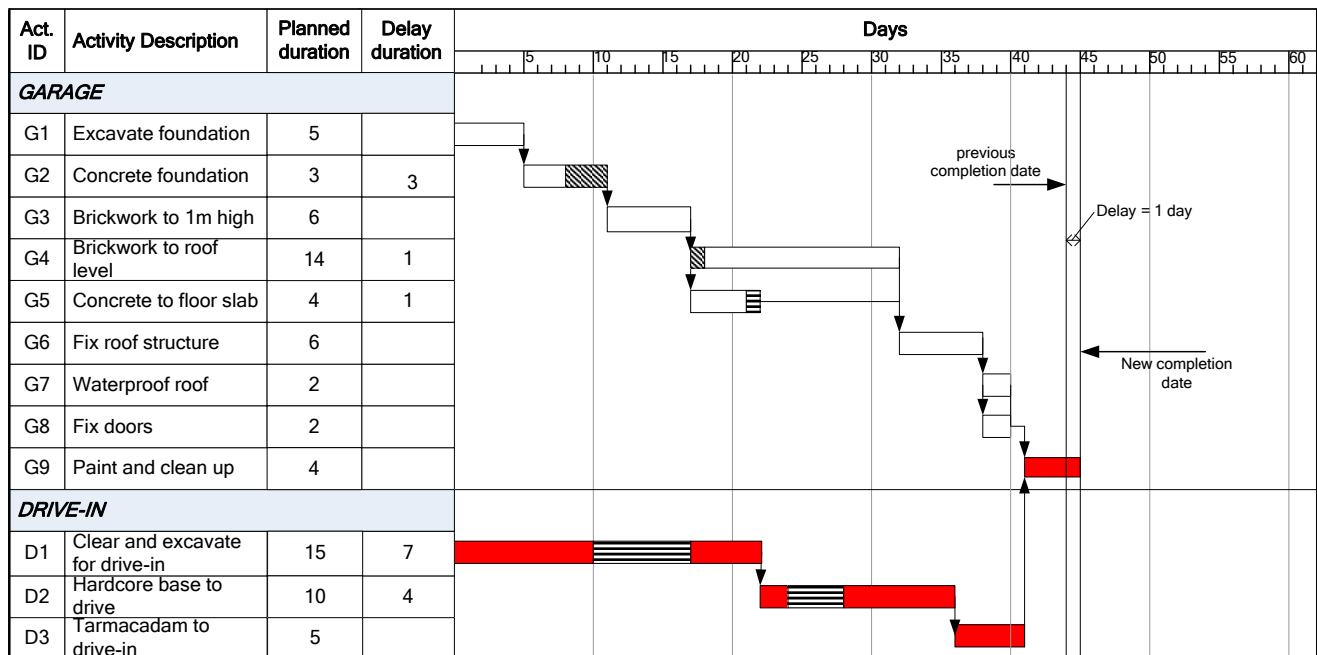 Act. ID Activity Description Planned duration Delay duration Days
5 10 15 20 25 30 35 40 45 50 55 60
GARAGE
G1 Excavate foundation 5
G2 Concrete foundation 3 3
previous
completion date
G3 Brickwork to 1m high 6
Delay = 1 day
G4 Brickwork to roof level 14 1
G5 Concrete to floor slab 4 1
G6 Fix roof structure 6
New completion
date
G7 Waterproof roof 2
G8 Fix doors 2
G9 Paint and clean up 4
DRIVE-IN
D1 Clear and excavate for drive-in 15 7
D2 Hardcore base to drive 10 4
D3 Tarmacadam to drive-in 5